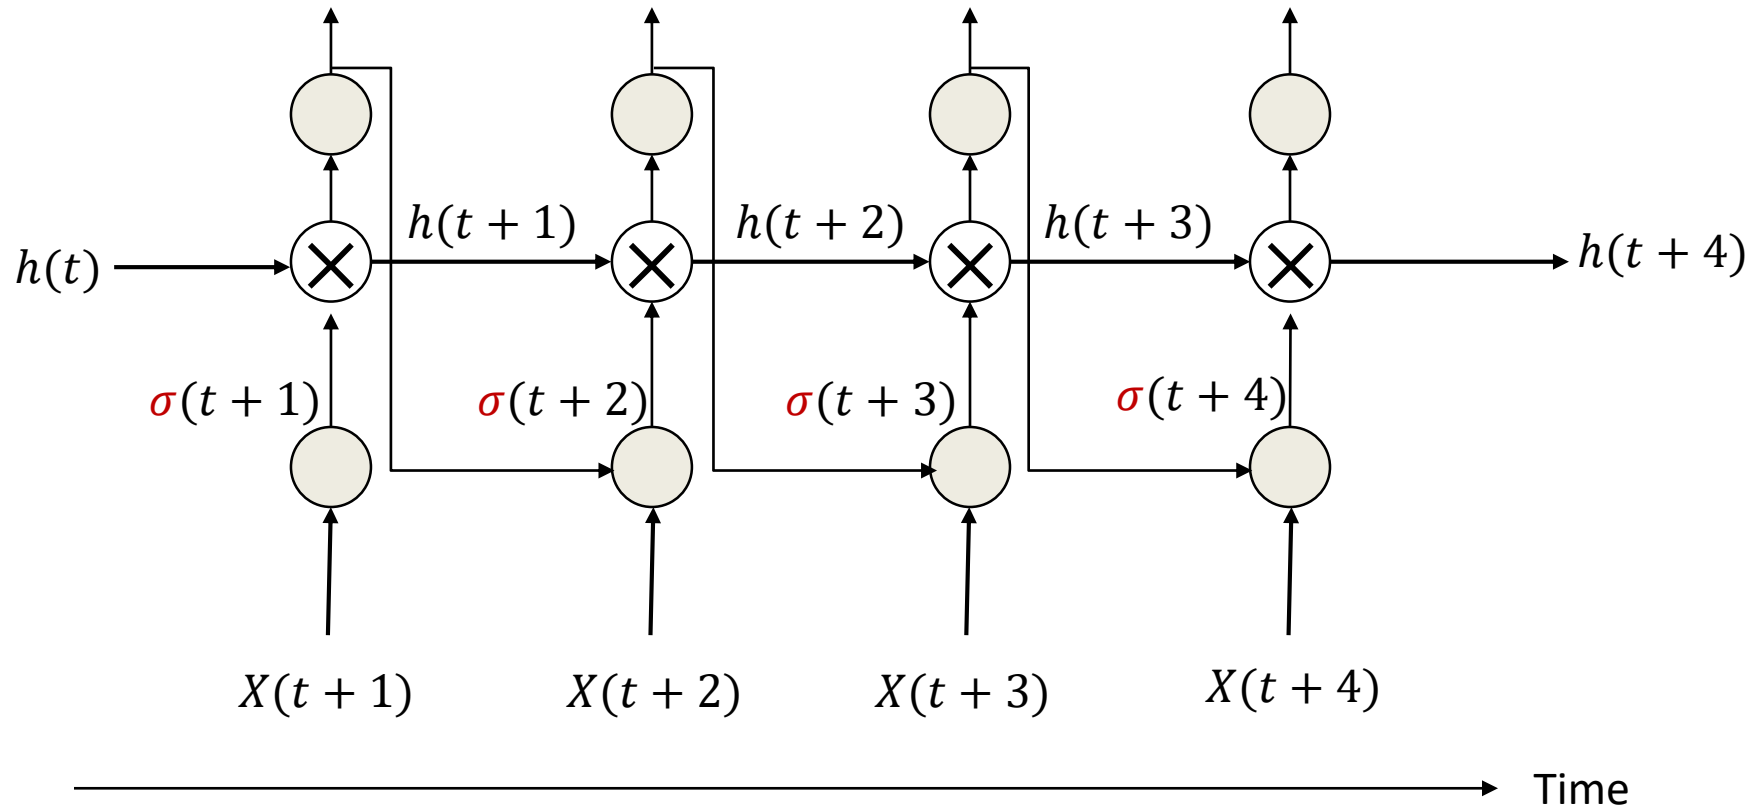 h(t + 1)
h(t + 2)
h(t + 3)
h(t)
h(t + 4)
σ(t + 1)
σ(t + 2)
σ(t + 3)
σ(t + 4)
X(t + 1)
X(t + 2)
X(t + 3)
X(t + 4)
Time